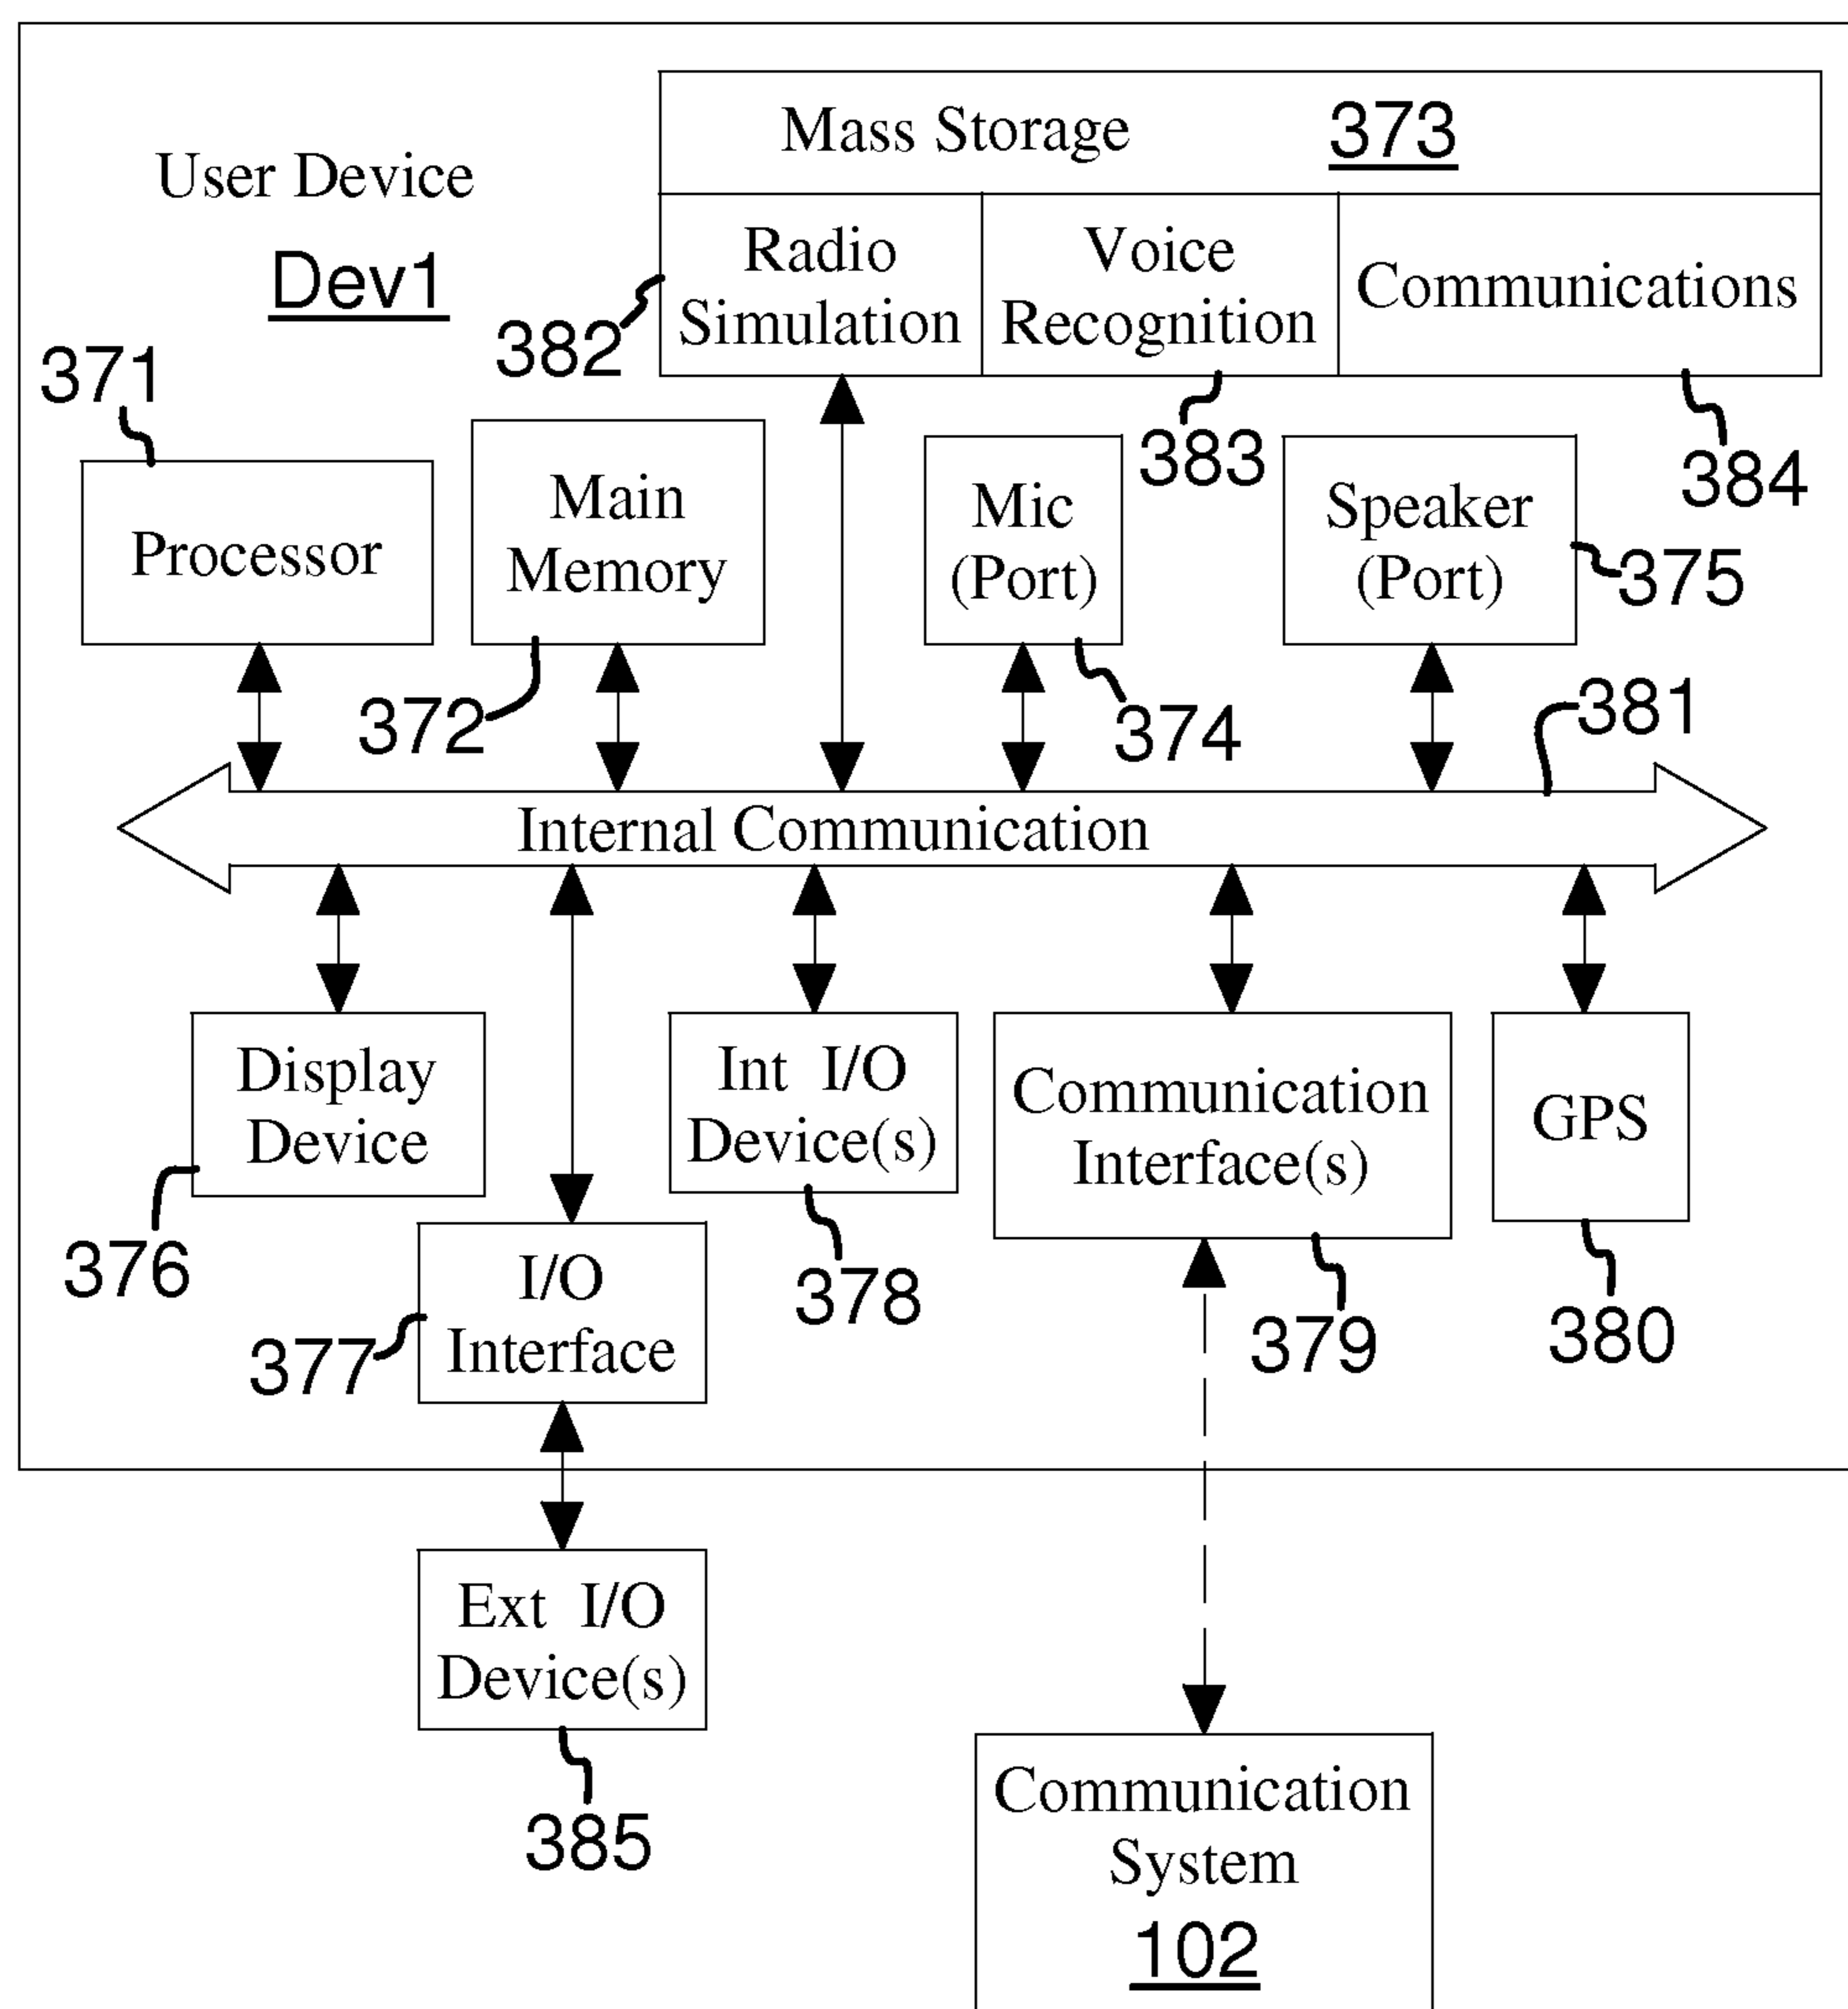 Mass Storage 373
User Device
Dev1
Radio
Simulation
Voice
Recognition
Communications
382
383
384
371
Processor
Main
Memory
Mic
(Port)
Speaker
(Port)
375
372
374
381
Internal Communication
Display
Device
Int I/O
Device(s)
Communication
Interface(s)
GPS
376
I/O
Interface
377
378
379
380
Ext I/O
Device(s)
385
Communication
System
102